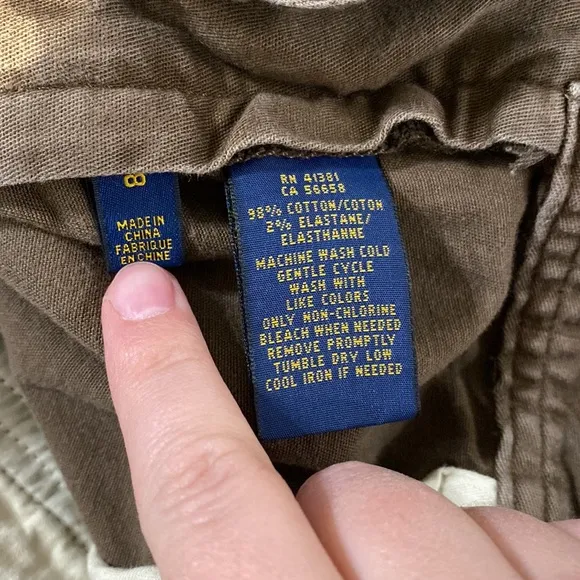 8
MADE IN
CHINA
FABRIQUE
EN CHINE
RN 41381
CA 56658
98% COTTON/COTON
2% ELASTANE/
ELASTHANNE
MACHINE WASH COLD
GENTLE CYCLE
WASH WITH
LIKE COLORS
ONLY NON-CHLORINE
BLEACH WHEN NEEDED
REMOVE PROMPTLY
TUMBLE DRY LOW
COOL IRON IF NEEDED